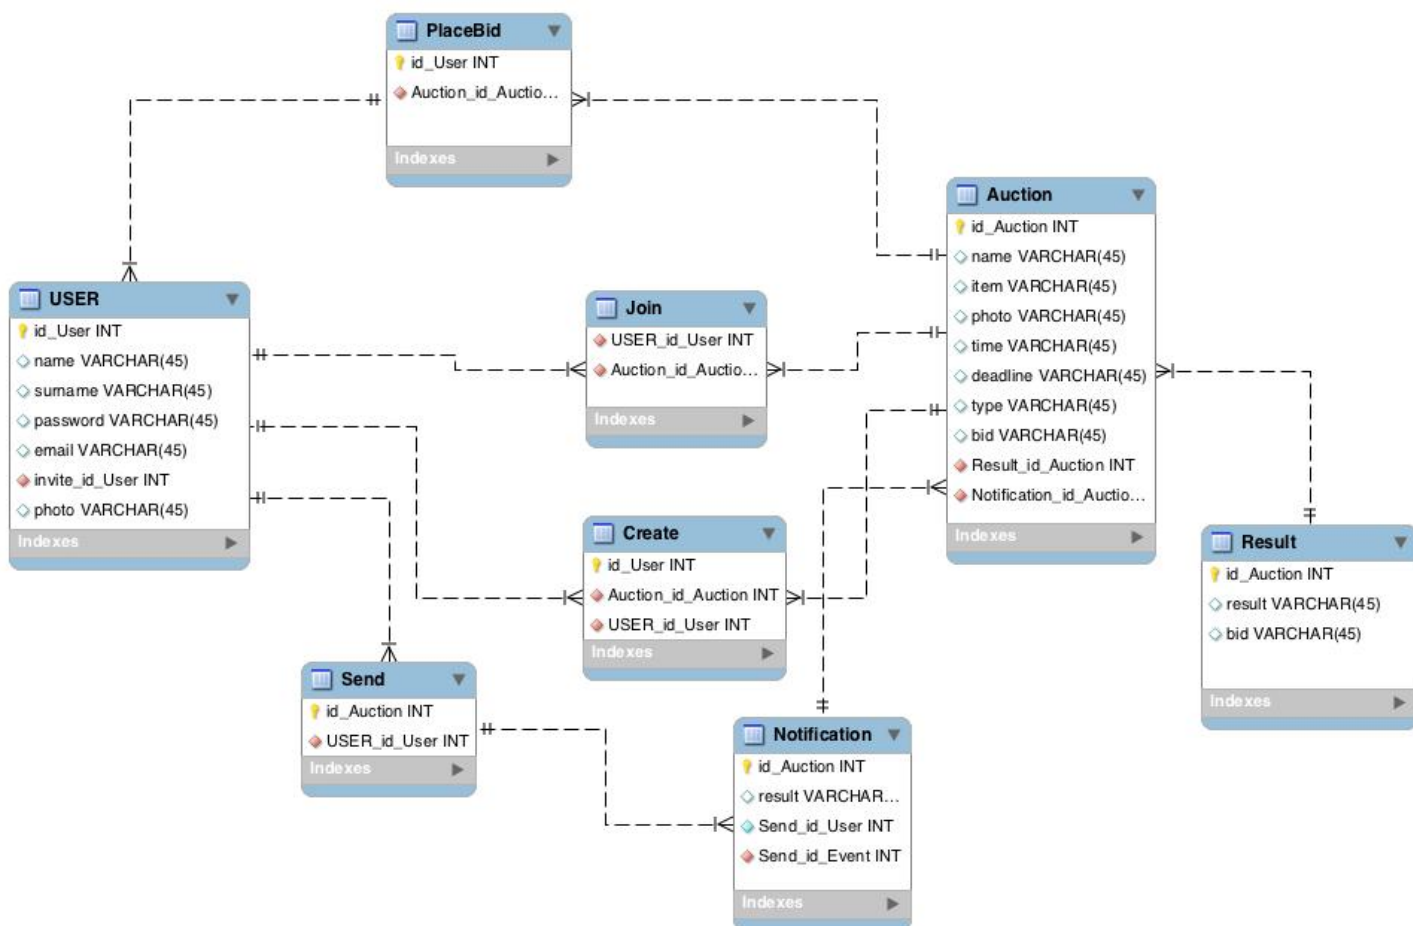 PlaceBid
id_User INT
Auction_id_Auctio...
Indexes
Auction
id_Auction INT
name VARCHAR(45)
item VARCHAR(45)
photo VARCHAR(45)
time VARCHAR(45)
deadline VARCHAR(45)
type VARCHAR(45)
bid VARCHAR(45)
Result_id_Auction INT
Notification_id_Auctio...
Indexes
USER
id_User INT
name VARCHAR(45)
surname VARCHAR(45)
password VARCHAR(45)
email VARCHAR(45)
invite_id_User INT
photo VARCHAR(45)
Indexes
Join
USER_id_User INT
Auction_id_Auctio...
Indexes
Create
id_User INT
Auction_id_Auction INT
USER_id_User INT
Indexes
Result
id_Auction INT
result VARCHAR(45)
bid VARCHAR(45)
Indexes
Send
id_Auction INT
USER_id_User INT
Indexes
Notification
id_Auction INT
result VARCHAR...
Send_id_User INT
Send_id_Event INT
Indexes